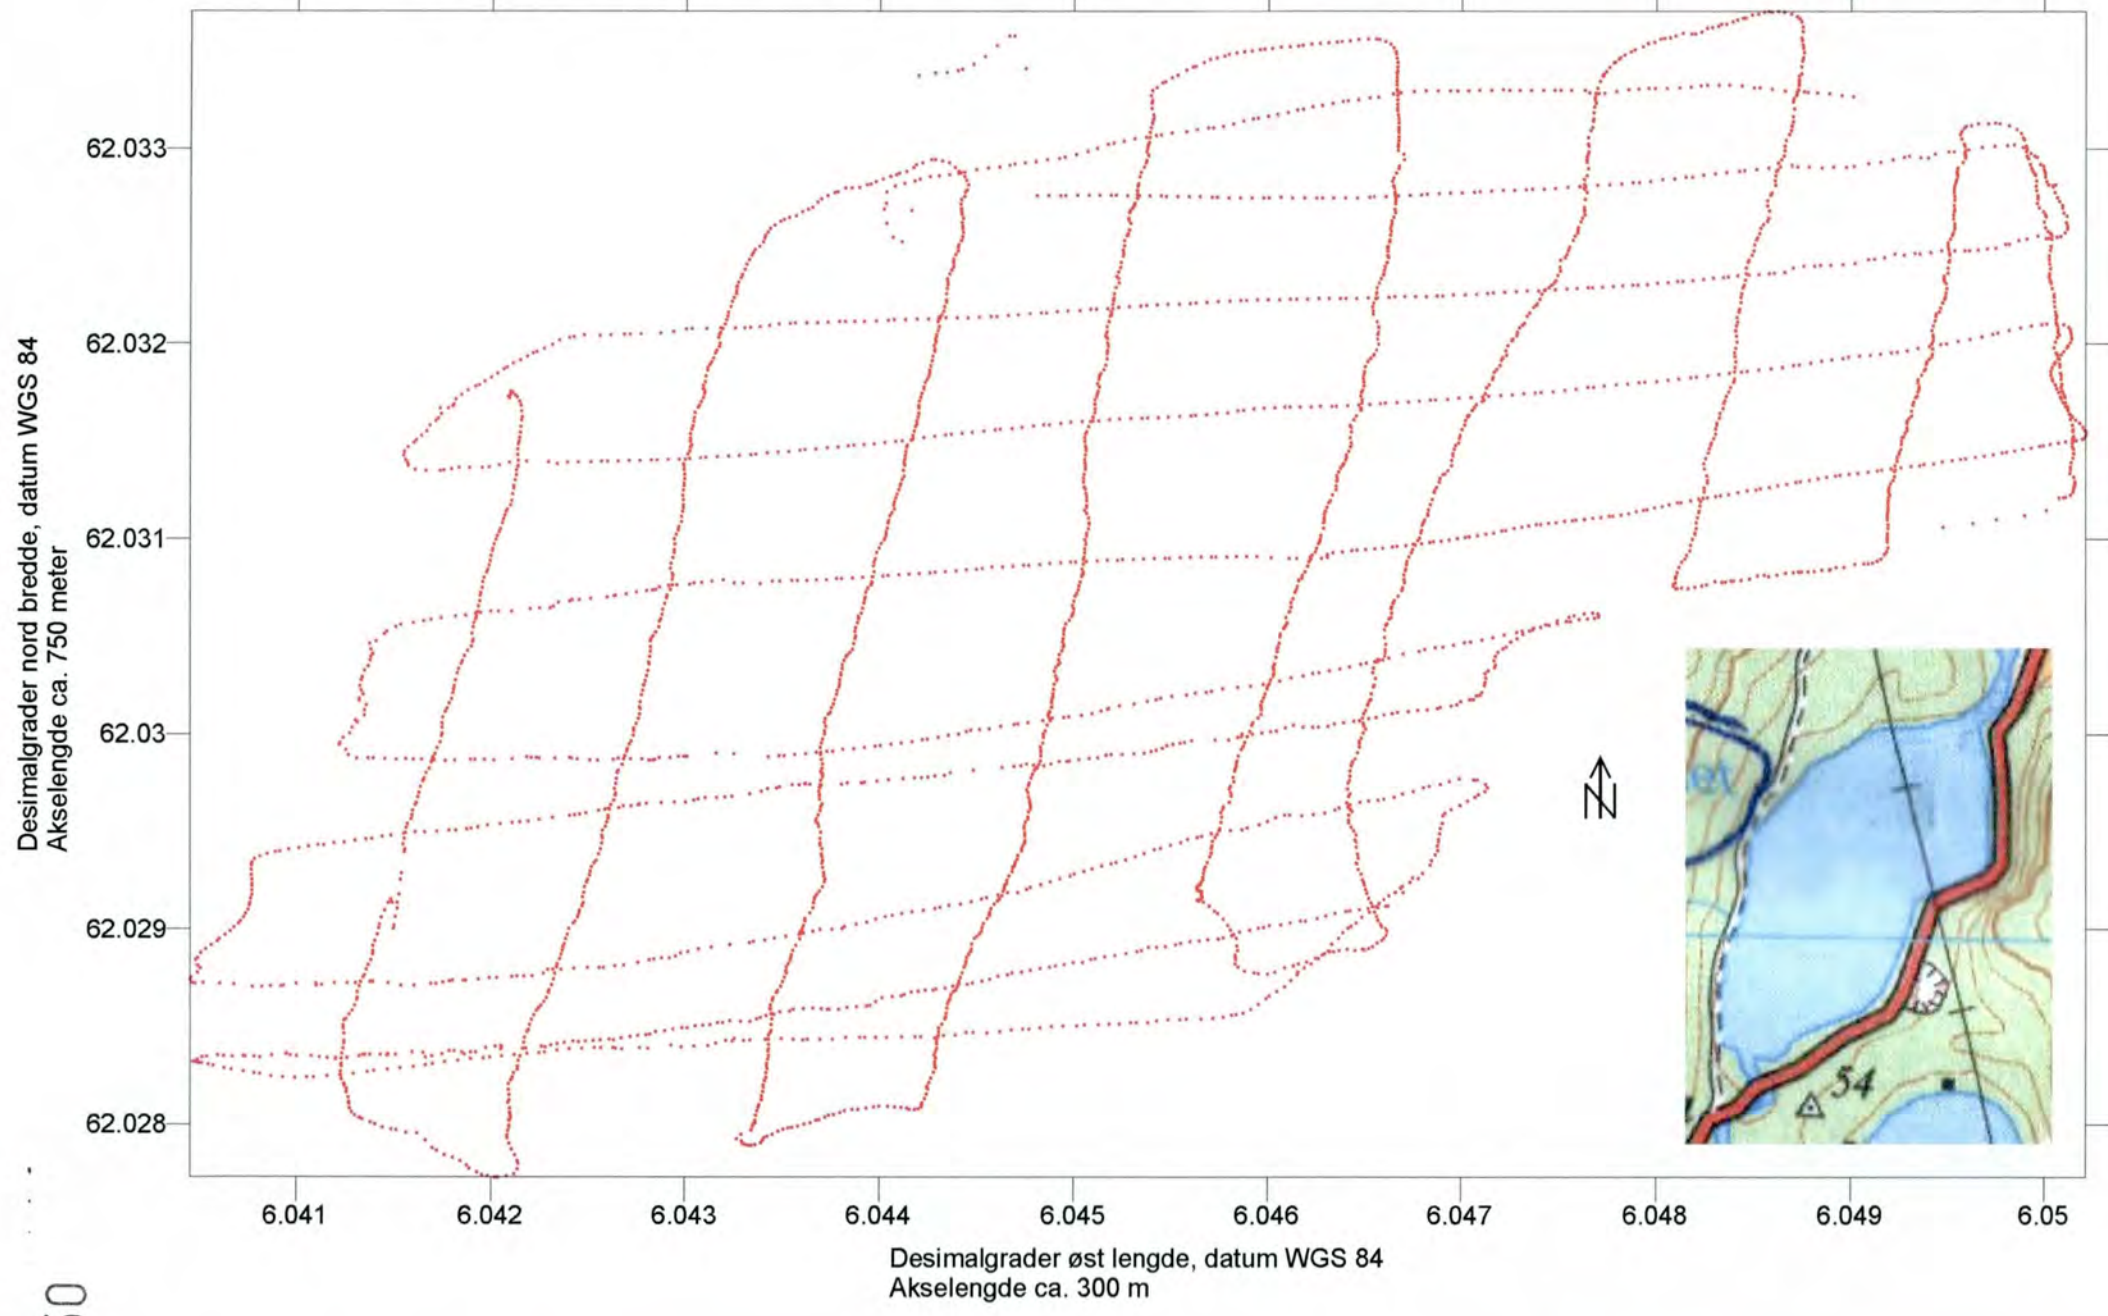 Desimalgrader nord bredde, datum WGS 84
Akselengde ca. 750 meter
62.033
62.032
62.031
62.03
62.029
62.028
N
54
6.041 6.042 6.043 6.044 6.045 6.046 6.047 6.048 6.049 6.05
Desimalgrader øst lengde, datum WGS 84
Akselengde ca. 300 m